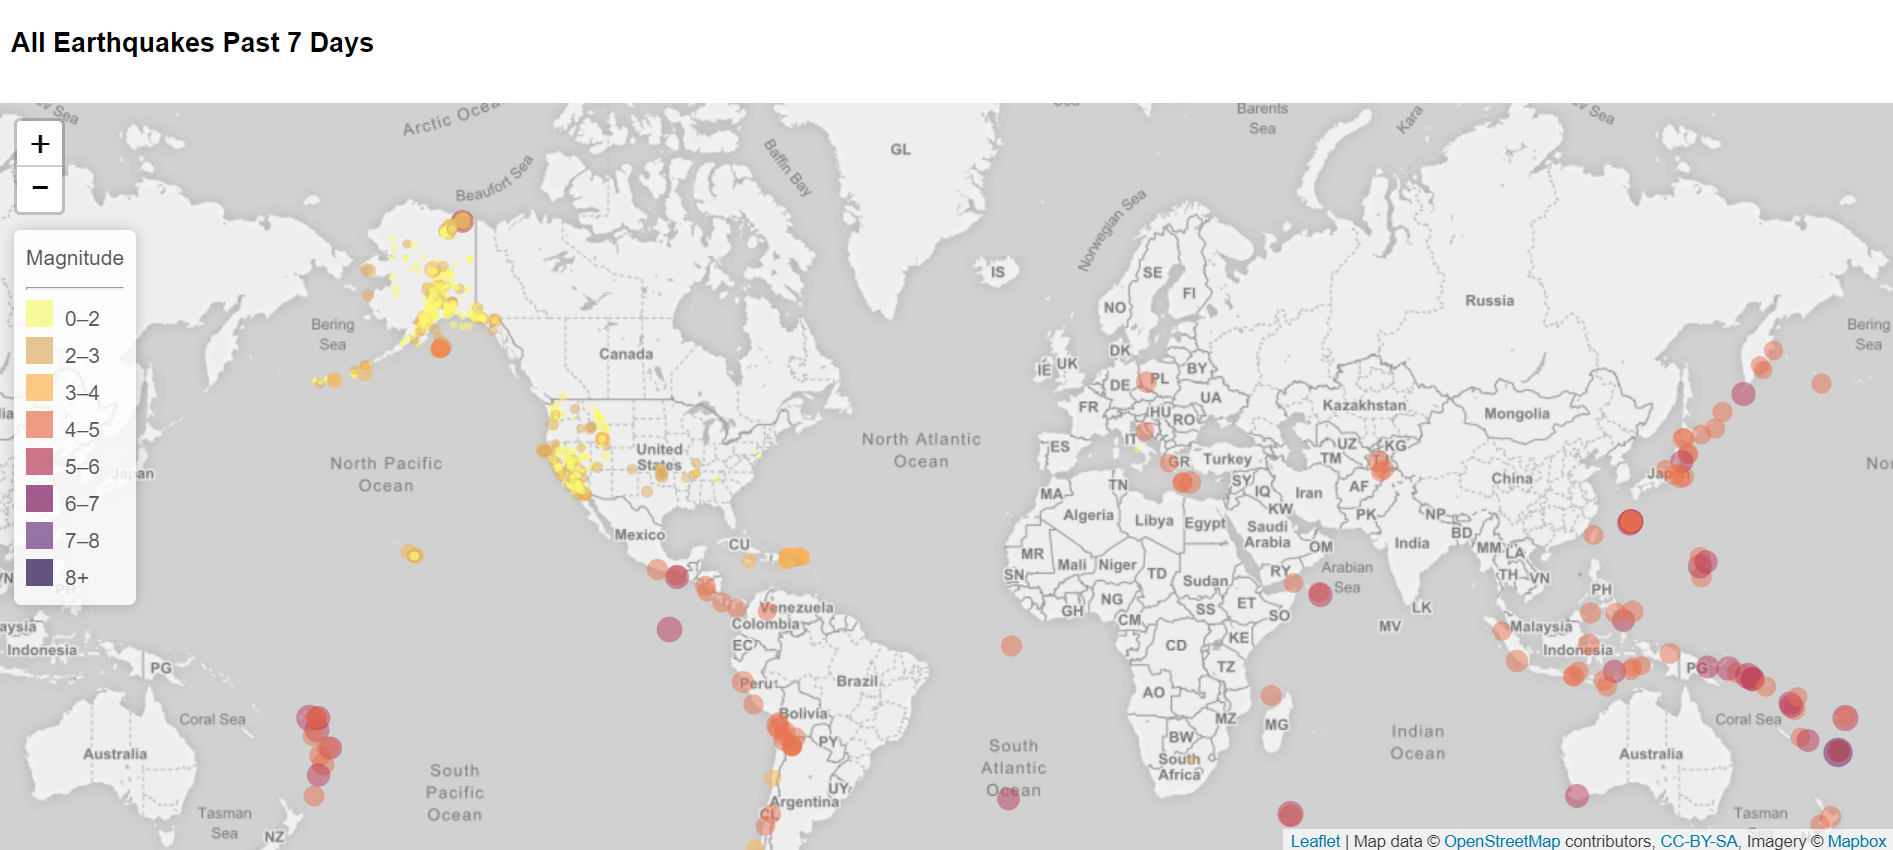 All Earthquakes Past 7 Days
Arctic
Barents
Sea
Kara
Sea
Sea
+
−
Baffin Bay
GL
Beaufort Sea
Norwegian Sea
Magnitude
0–2
2–3
3–4
4–5
5–6
6–7
7–8
8+
IS
SE
FI
NO
Russia
Bering
Sea
Bering
Sea
Canada
DK
IE
UK
DE
PL
BY
UA
FR
HU
RO
Kazakhstan
Mongolia
North Atlantic
Ocean
ES
IT
GR
Turkey
UZ
KG
TM
TJ
United
States
North Pacific
Ocean
Japan
China
MA
TN
SY
IQ
Iran
AF
KW
PK
NP
BD
Algeria
Libya
Egypt
Saudi
Arabia
OM
India
MM
LA
Mexico
CU
MR
Mali
Niger
TD
Sudan
RY
Arabian
Sea
TH
VN
PH
PH
SN
GH
NG
CM
SS
ET
SO
LK
MV
Venezuela
Colombia
EC
Malaysia
Indonesia
Indonesia
PG
PG
CD
KE
TZ
Peru
Brazil
AO
Bolivia
MZ
MG
Coral Sea
Coral Sea
PY
BW
South
Africa
Indian
Ocean
Australia
Australia
South
Pacific
Ocean
South
Atlantic
Ocean
UY
Argentina
CL
Tasman
Sea
NZ
Tasman
Leaflet | Map data © OpenStreetMap contributors, CC-BY-SA, Imagery © Mapbox